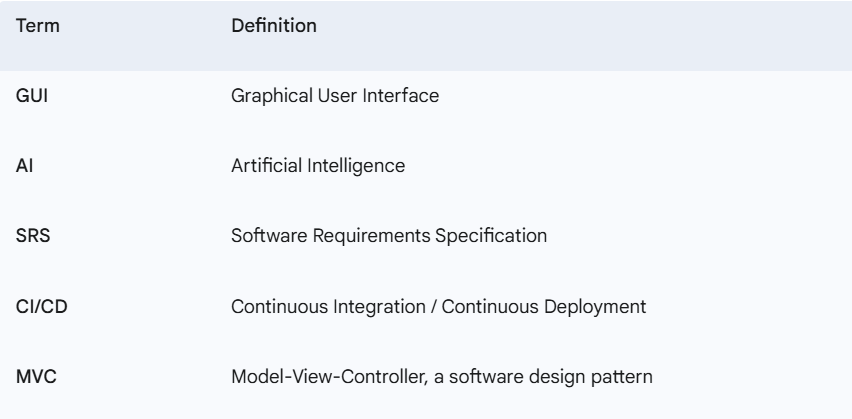 Term Definition
GUI Graphical User Interface
AI Artificial Intelligence
SRS Software Requirements Specification
CI/CD Continuous Integration / Continuous Deployment
MVC Model-View-Controller, a software design pattern